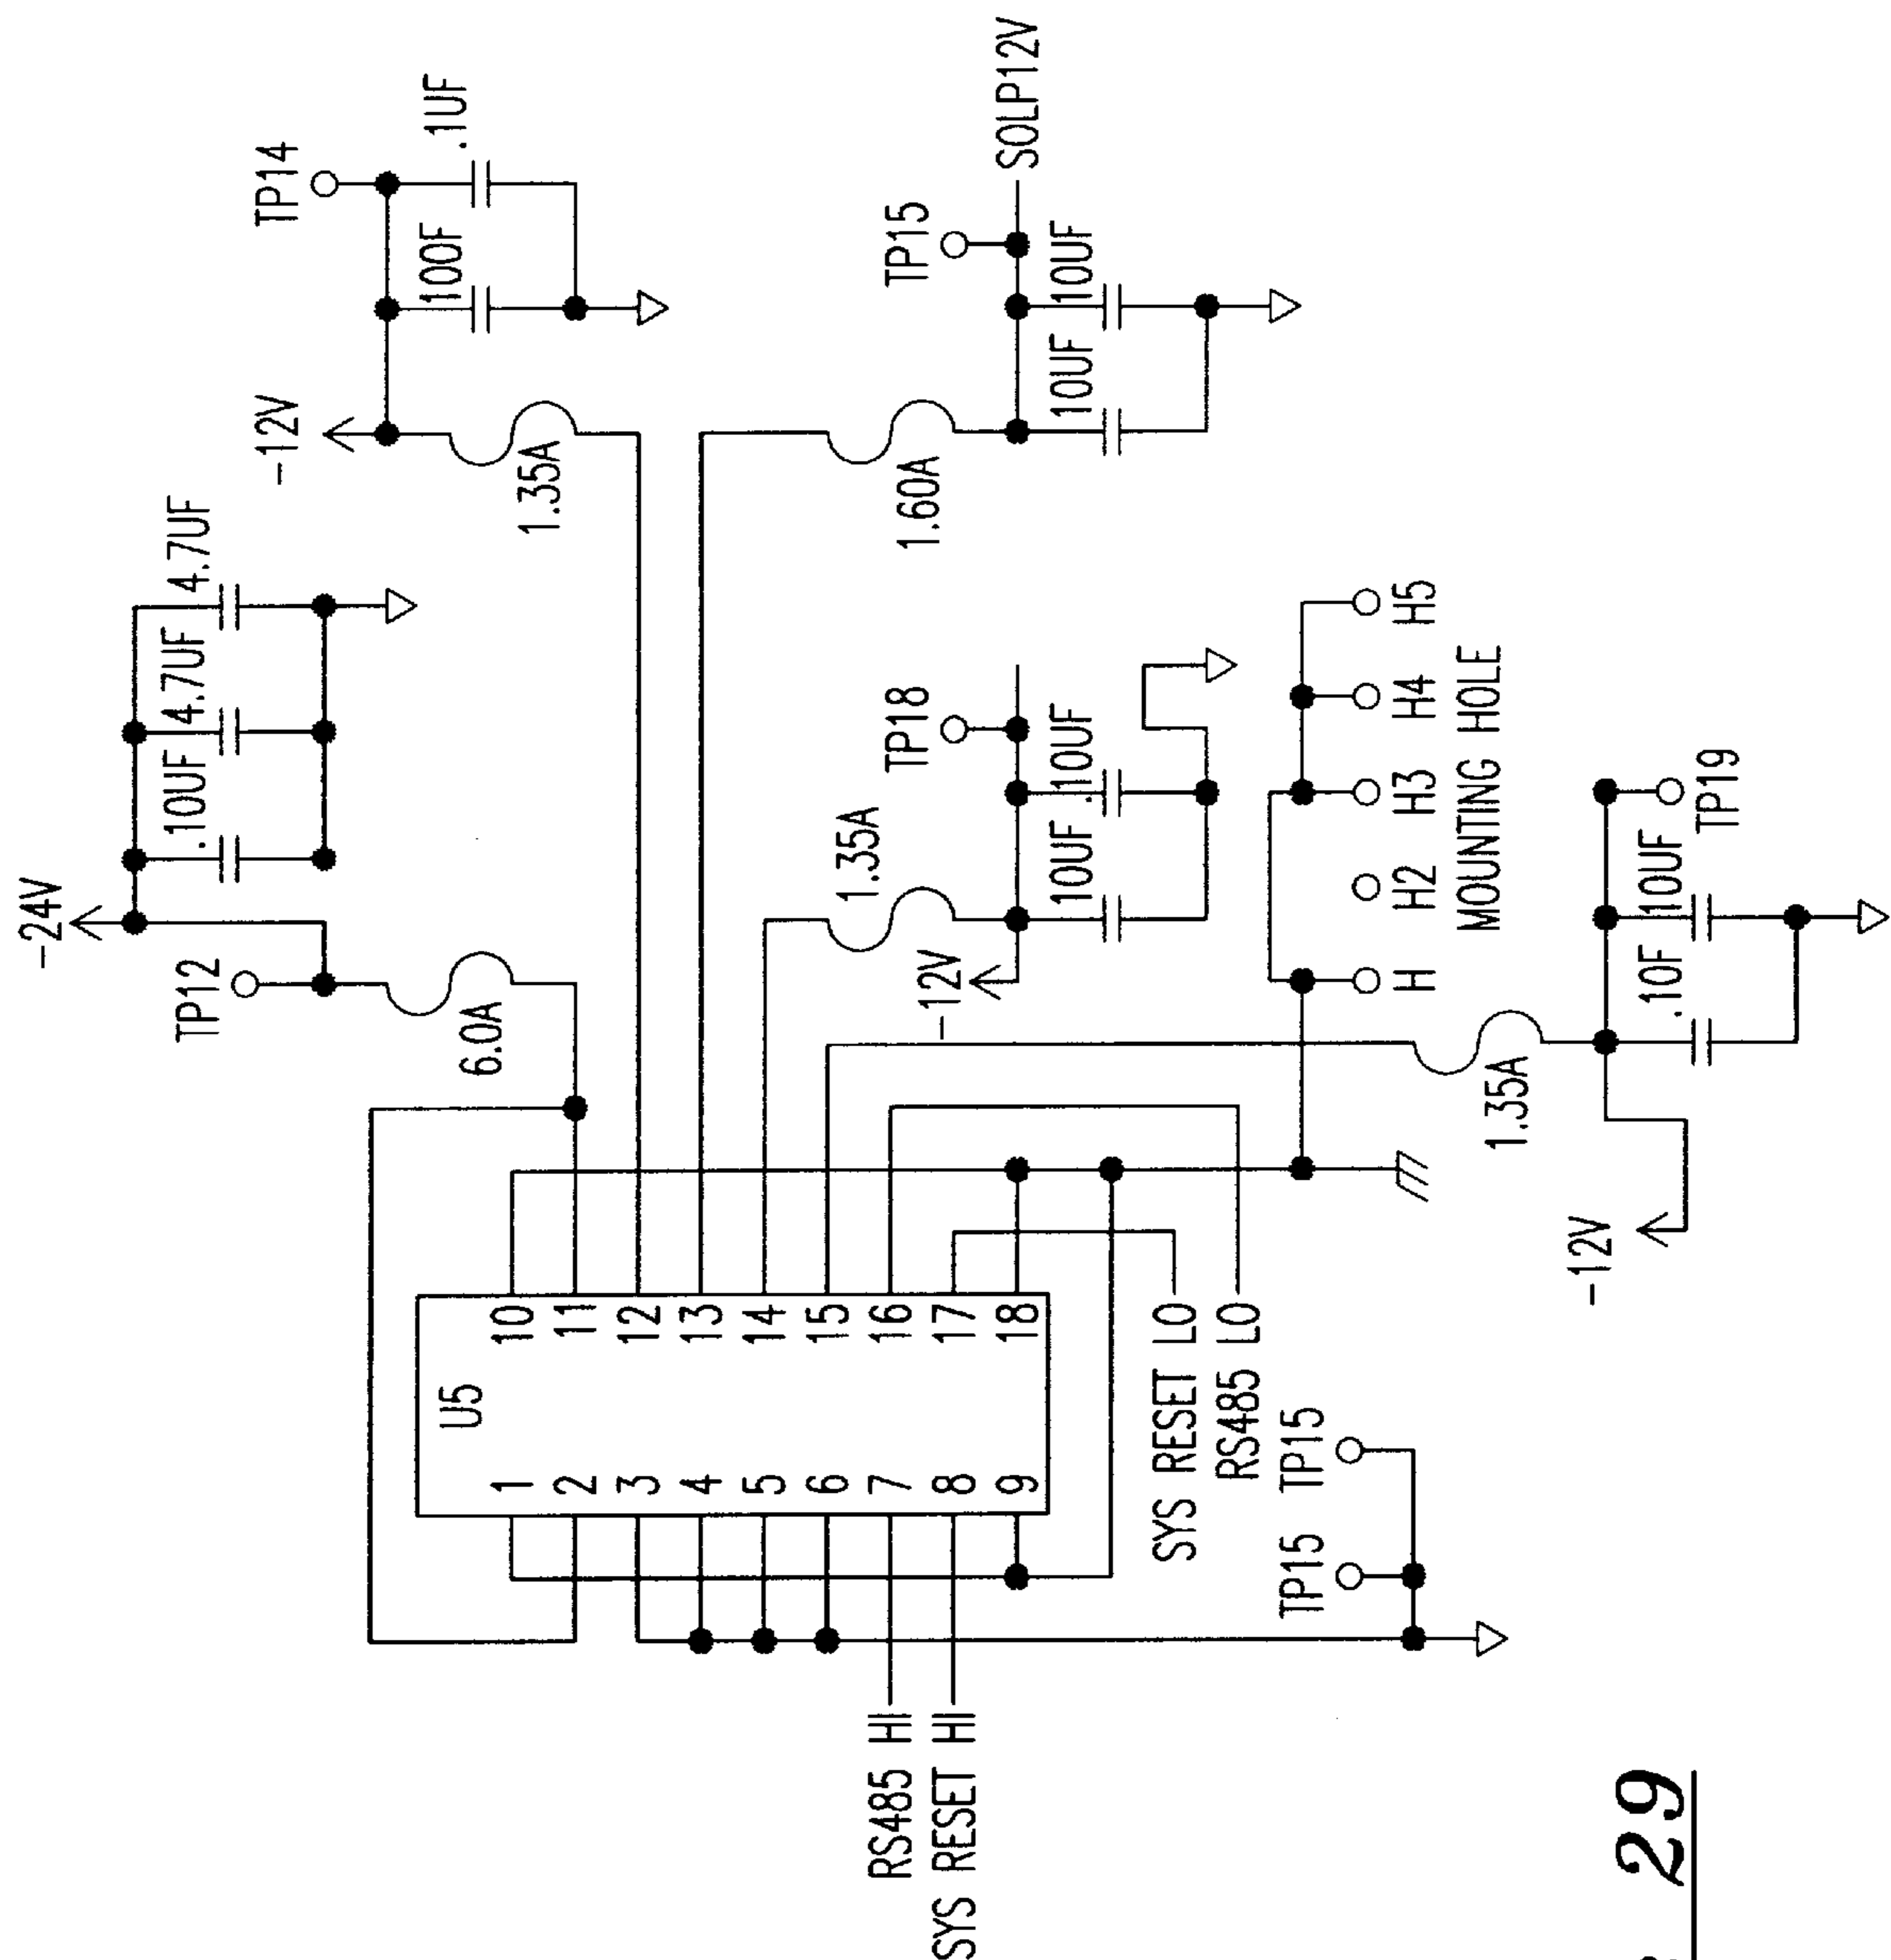 -24V
.10UF
4.7UF
4.7UF
TP12
6.0A
-12V
TP14
100F
.1UF
1.35A
TP15
SOLP12V
10UF
10UF
1.60A
TP18
1.35A
-12V
10UF
.10UF
H
H2
H3
H4
H5
MOUNTING HOLE
1.35A
-12V
.10F
10UF
TP19
U5
1
2
3
4
5
6
7
8
9
10
11
12
13
14
15
16
17
18
RS485 HI
SYS RESET HI
SYS RESET LO
RS485 LO
TP15
TP15
29